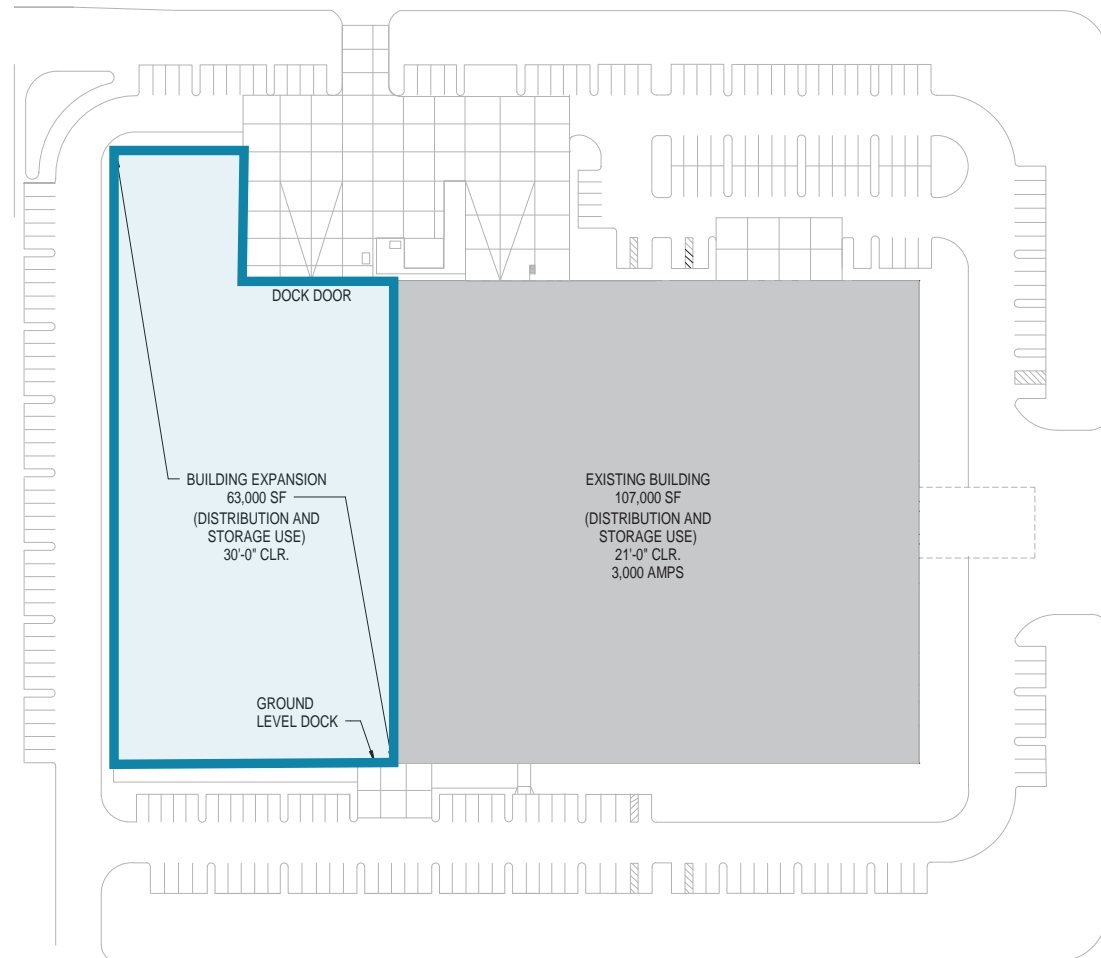 DOCK DOOR
BUILDING EXPANSION
63,000 SF
(DISTRIBUTION AND
STORAGE USE)
30'-0" CLR.
EXISTING BUILDING
107,000 SF
(DISTRIBUTION AND
STORAGE USE)
21'-0" CLR.
3,000 AMPS
GROUND
LEVEL DOCK